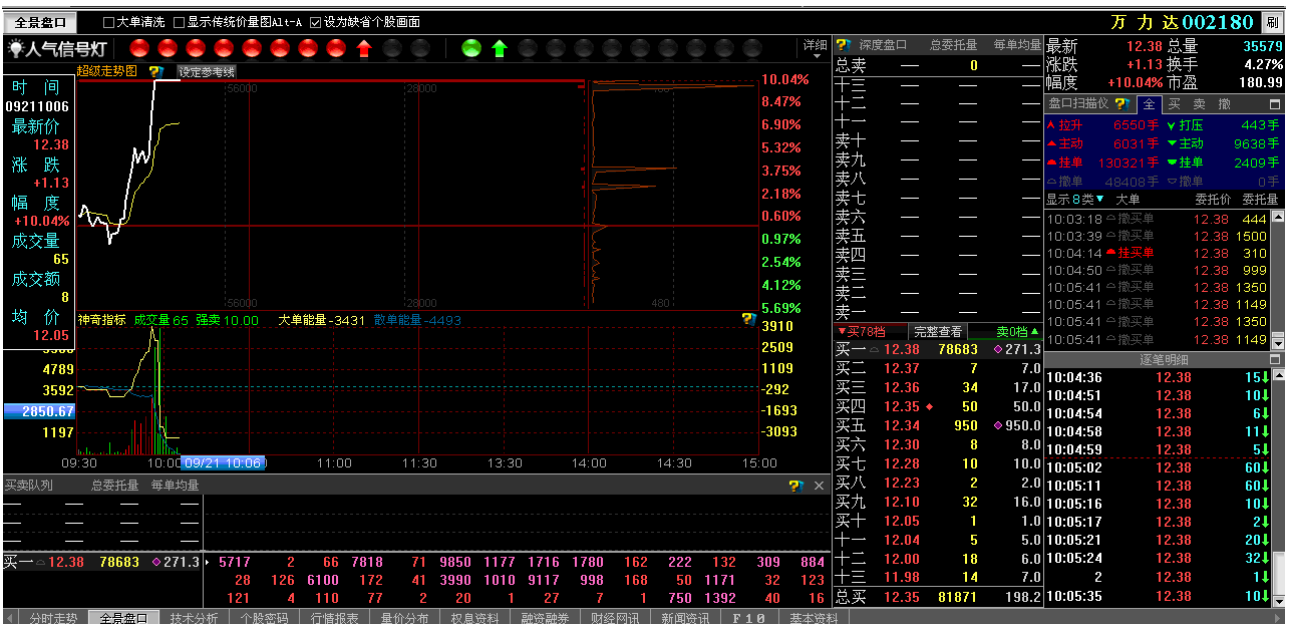 全景盘口 □大单清洗 □显示传统价量图Alt-A ☑设为缺省个股画面 万力达002180 刷
人气信号灯 详细
超级走势图 设定参考线
时间
09211006
最新价
12.38
涨跌
+1.13
幅度
+10.04%
成交量
65
成交额
8
均价
12.05
56000 28000
56000 28000 480
10.04%
8.47%
6.90%
5.32%
3.75%
2.18%
0.60%
0.97%
2.54%
4.12%
5.69%
神奇指标 成交量65 强卖10.00 大单能量-3431 散单能量-4493
4789
3592
2850.67
1197
3910
2509
1109
-292
-1693
-3093
09:30 10:00 09/21 10:06 11:00 11:30 13:30 14:00 14:30 15:00
买卖队列 总委托量 每单均量
— — — —
— — — —
— — — —
买一 12.38 78683 ◇271.3 5717 2 66 7818 71 9850 1177 1716 1780 162 222 132 309 884
28 126 6100 172 41 3990 1010 9117 998 168 50 1171 32 123
121 4 110 77 2 20 1 27 7 1 750 1392 40 16
深度盘口 总委托量 每单均量
总卖 — 0 —
十三 — — —
十二 — — —
十一 — — —
卖十 — — —
卖九 — — —
卖八 — — —
卖七 — — —
卖六 — — —
卖五 — — —
卖四 — — —
卖三 — — —
卖二 — — —
卖一 — — —
▼买78档 完整查看 卖0档▲
买一 12.38 78683 ◇271.3
买二 12.37 7 7.0
买三 12.36 34 17.0
买四 12.35 ◆ 50 50.0
买五 12.34 950 ◇950.0
买六 12.30 8 8.0
买七 12.28 10 10.0
买八 12.23 2 2.0
买九 12.10 32 16.0
买十 12.05 1 1.0
十一 12.04 5 5.0
十二 12.00 18 6.0
十三 11.98 14 7.0
总买 12.35 81871 198.2
最新 12.38 总量 35579
涨跌 +1.13 换手 4.27%
幅度 +10.04% 市盈 180.99
盘口扫描仪 全 买 卖 撤
拉升 6550手 打压 443手
主动 6031手 主动 9638手
挂单 130321手 挂单 2409手
撤单 48408手 撤单 0手
显示8类▼ 大单 委托价 委托量
10:03:18 撤买单 12.38 444
10:03:39 撤买单 12.38 1500
10:04:14 挂买单 12.38 310
10:04:50 撤买单 12.38 999
10:05:41 撤买单 12.38 1350
10:05:41 撤买单 12.38 1149
10:05:41 撤买单 12.38 1350
10:05:41 撤买单 12.38 1149
逐笔明细
10:04:36 12.38 15↓
10:04:51 12.38 10↓
10:04:54 12.38 6↓
10:04:58 12.38 11↓
10:04:59 12.38 5↓
10:05:02 12.38 60↓
10:05:11 12.38 60↓
10:05:16 12.38 10↓
10:05:17 12.38 2↓
10:05:21 12.38 20↓
10:05:24 12.38 32↓
2 12.38 1↓
10:05:35 12.38 10↓
分时走势 全景盘口 技术分析 个股密码 行情报表 量价分布 权息资料 融资融券 财经网讯 新闻资讯 F10 基本资料